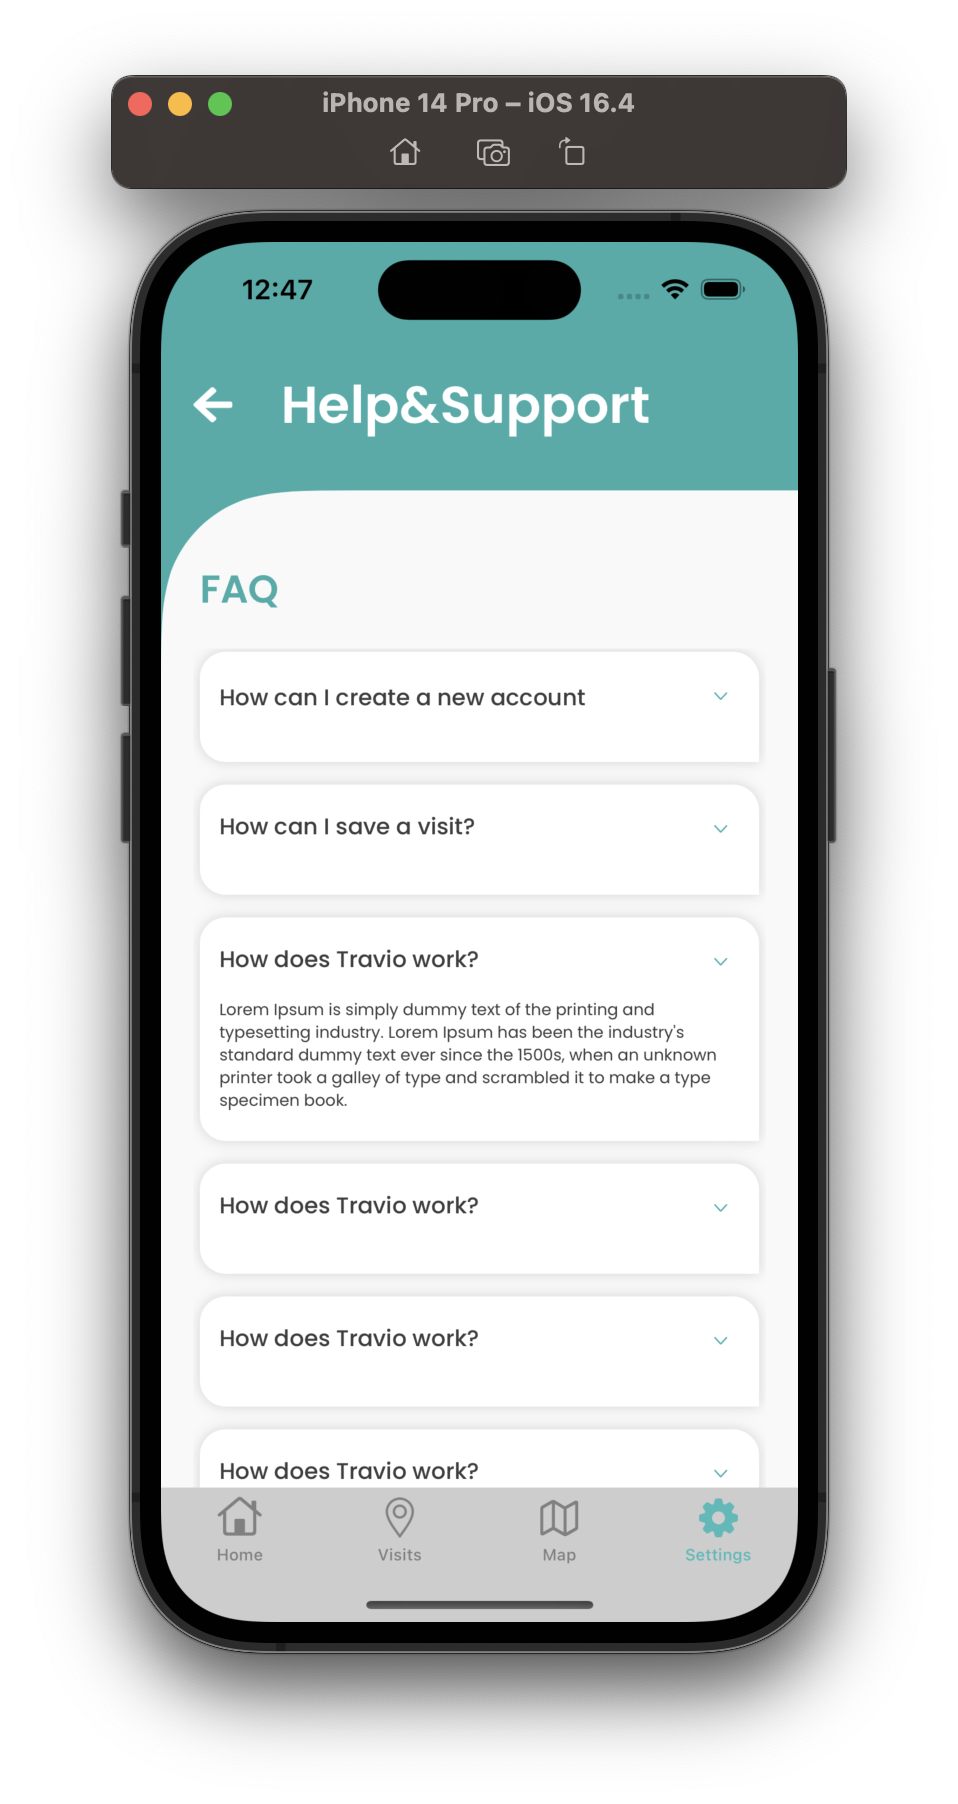 iPhone 14 Pro – iOS 16.4
12:47
Help&Support
FAQ
How can I create a new account
How can I save a visit?
How does Travio work?
Lorem Ipsum is simply dummy text of the printing and
typesetting industry. Lorem Ipsum has been the industry's
standard dummy text ever since the 1500s, when an unknown
printer took a galley of type and scrambled it to make a type
specimen book.
How does Travio work?
How does Travio work?
How does Travio work?
Home
Visits
Map
Settings